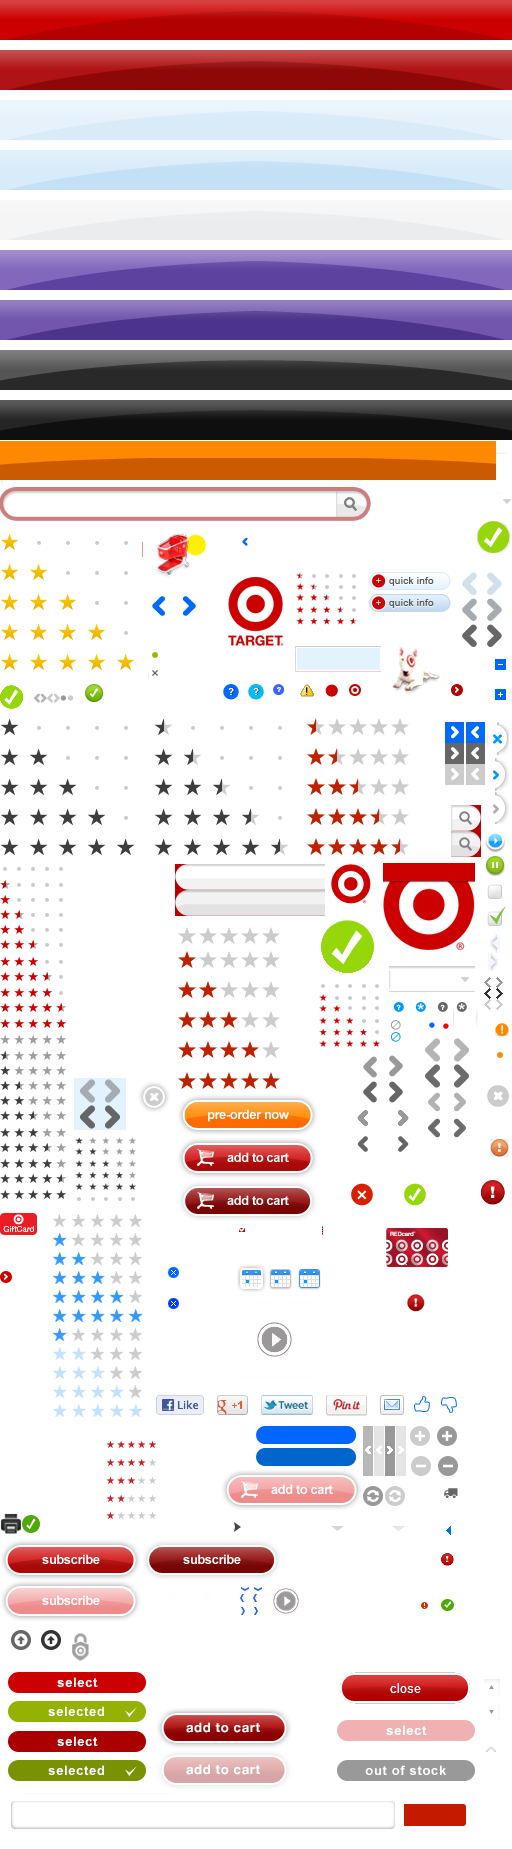 quick info
quick info
TARGET.
pre-order now
add to cart
add to cart
GiftCard
REDcard
Like
+1
Tweet
Pin it
add to cart
subscribe
subscribe
subscribe
select
close
selected
add to cart
select
select
selected
add to cart
out of stock